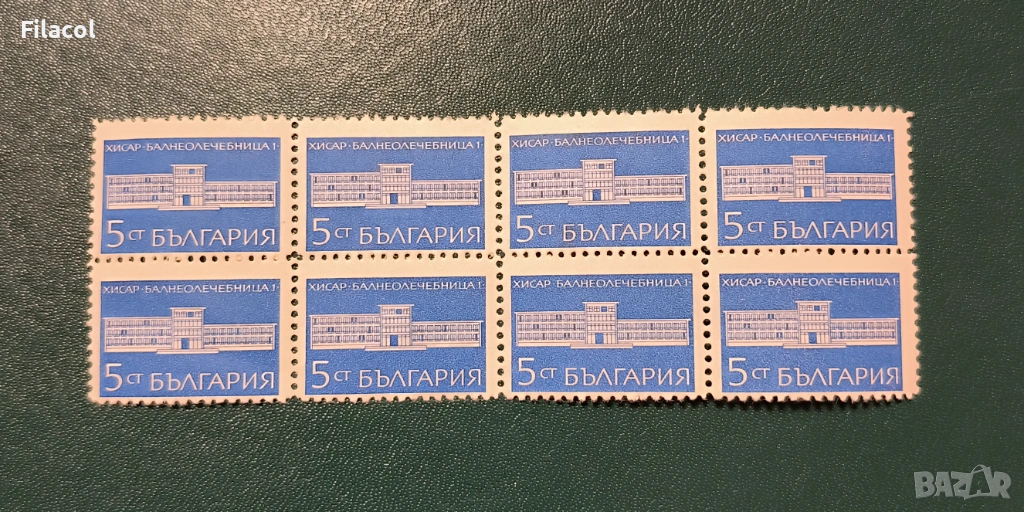 Filacol
ХИСАР·БАЛНЕОЛЕЧЕБНИЦА 1· ХИСАР·БАЛНЕОЛЕЧЕБНИЦА 1· ХИСАР·БАЛНЕОЛЕЧЕБНИЦА 1· ХИСАР·БАЛНЕОЛЕЧЕБНИЦА 1·
5 СТ БЪЛГАРИЯ 5 СТ БЪЛГАРИЯ 5 СТ БЪЛГАРИЯ 5 СТ БЪЛГАРИЯ
ХИСАР·БАЛНЕОЛЕЧЕБНИЦА 1· ХИСАР·БАЛНЕОЛЕЧЕБНИЦА 1· ХИСАР·БАЛНЕОЛЕЧЕБНИЦА 1· ХИСАР·БАЛНЕОЛЕЧЕБНИЦА 1·
5 СТ БЪЛГАРИЯ 5 СТ БЪЛГАРИЯ 5 СТ БЪЛГАРИЯ 5 СТ БЪЛГАРИЯ
BAZAR